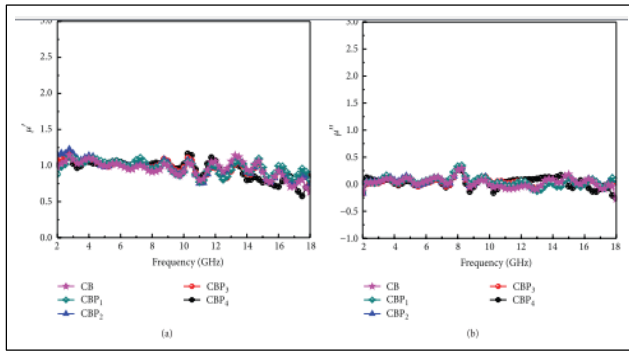 3.0
2.5
2.0
1.5
1.0
0.5
0.0
μ′
2 4 6 8 10 12 14 16 18
Frequency (GHz)
CB
CBP1
CBP2
CBP3
CBP4
(a)
3.0
2.5
2.0
1.5
1.0
0.5
0.0
−0.5
−1.0
μ″
2 4 6 8 10 12 14 16 18
Frequency (GHz)
CB
CBP1
CBP2
CBP3
CBP4
(b)